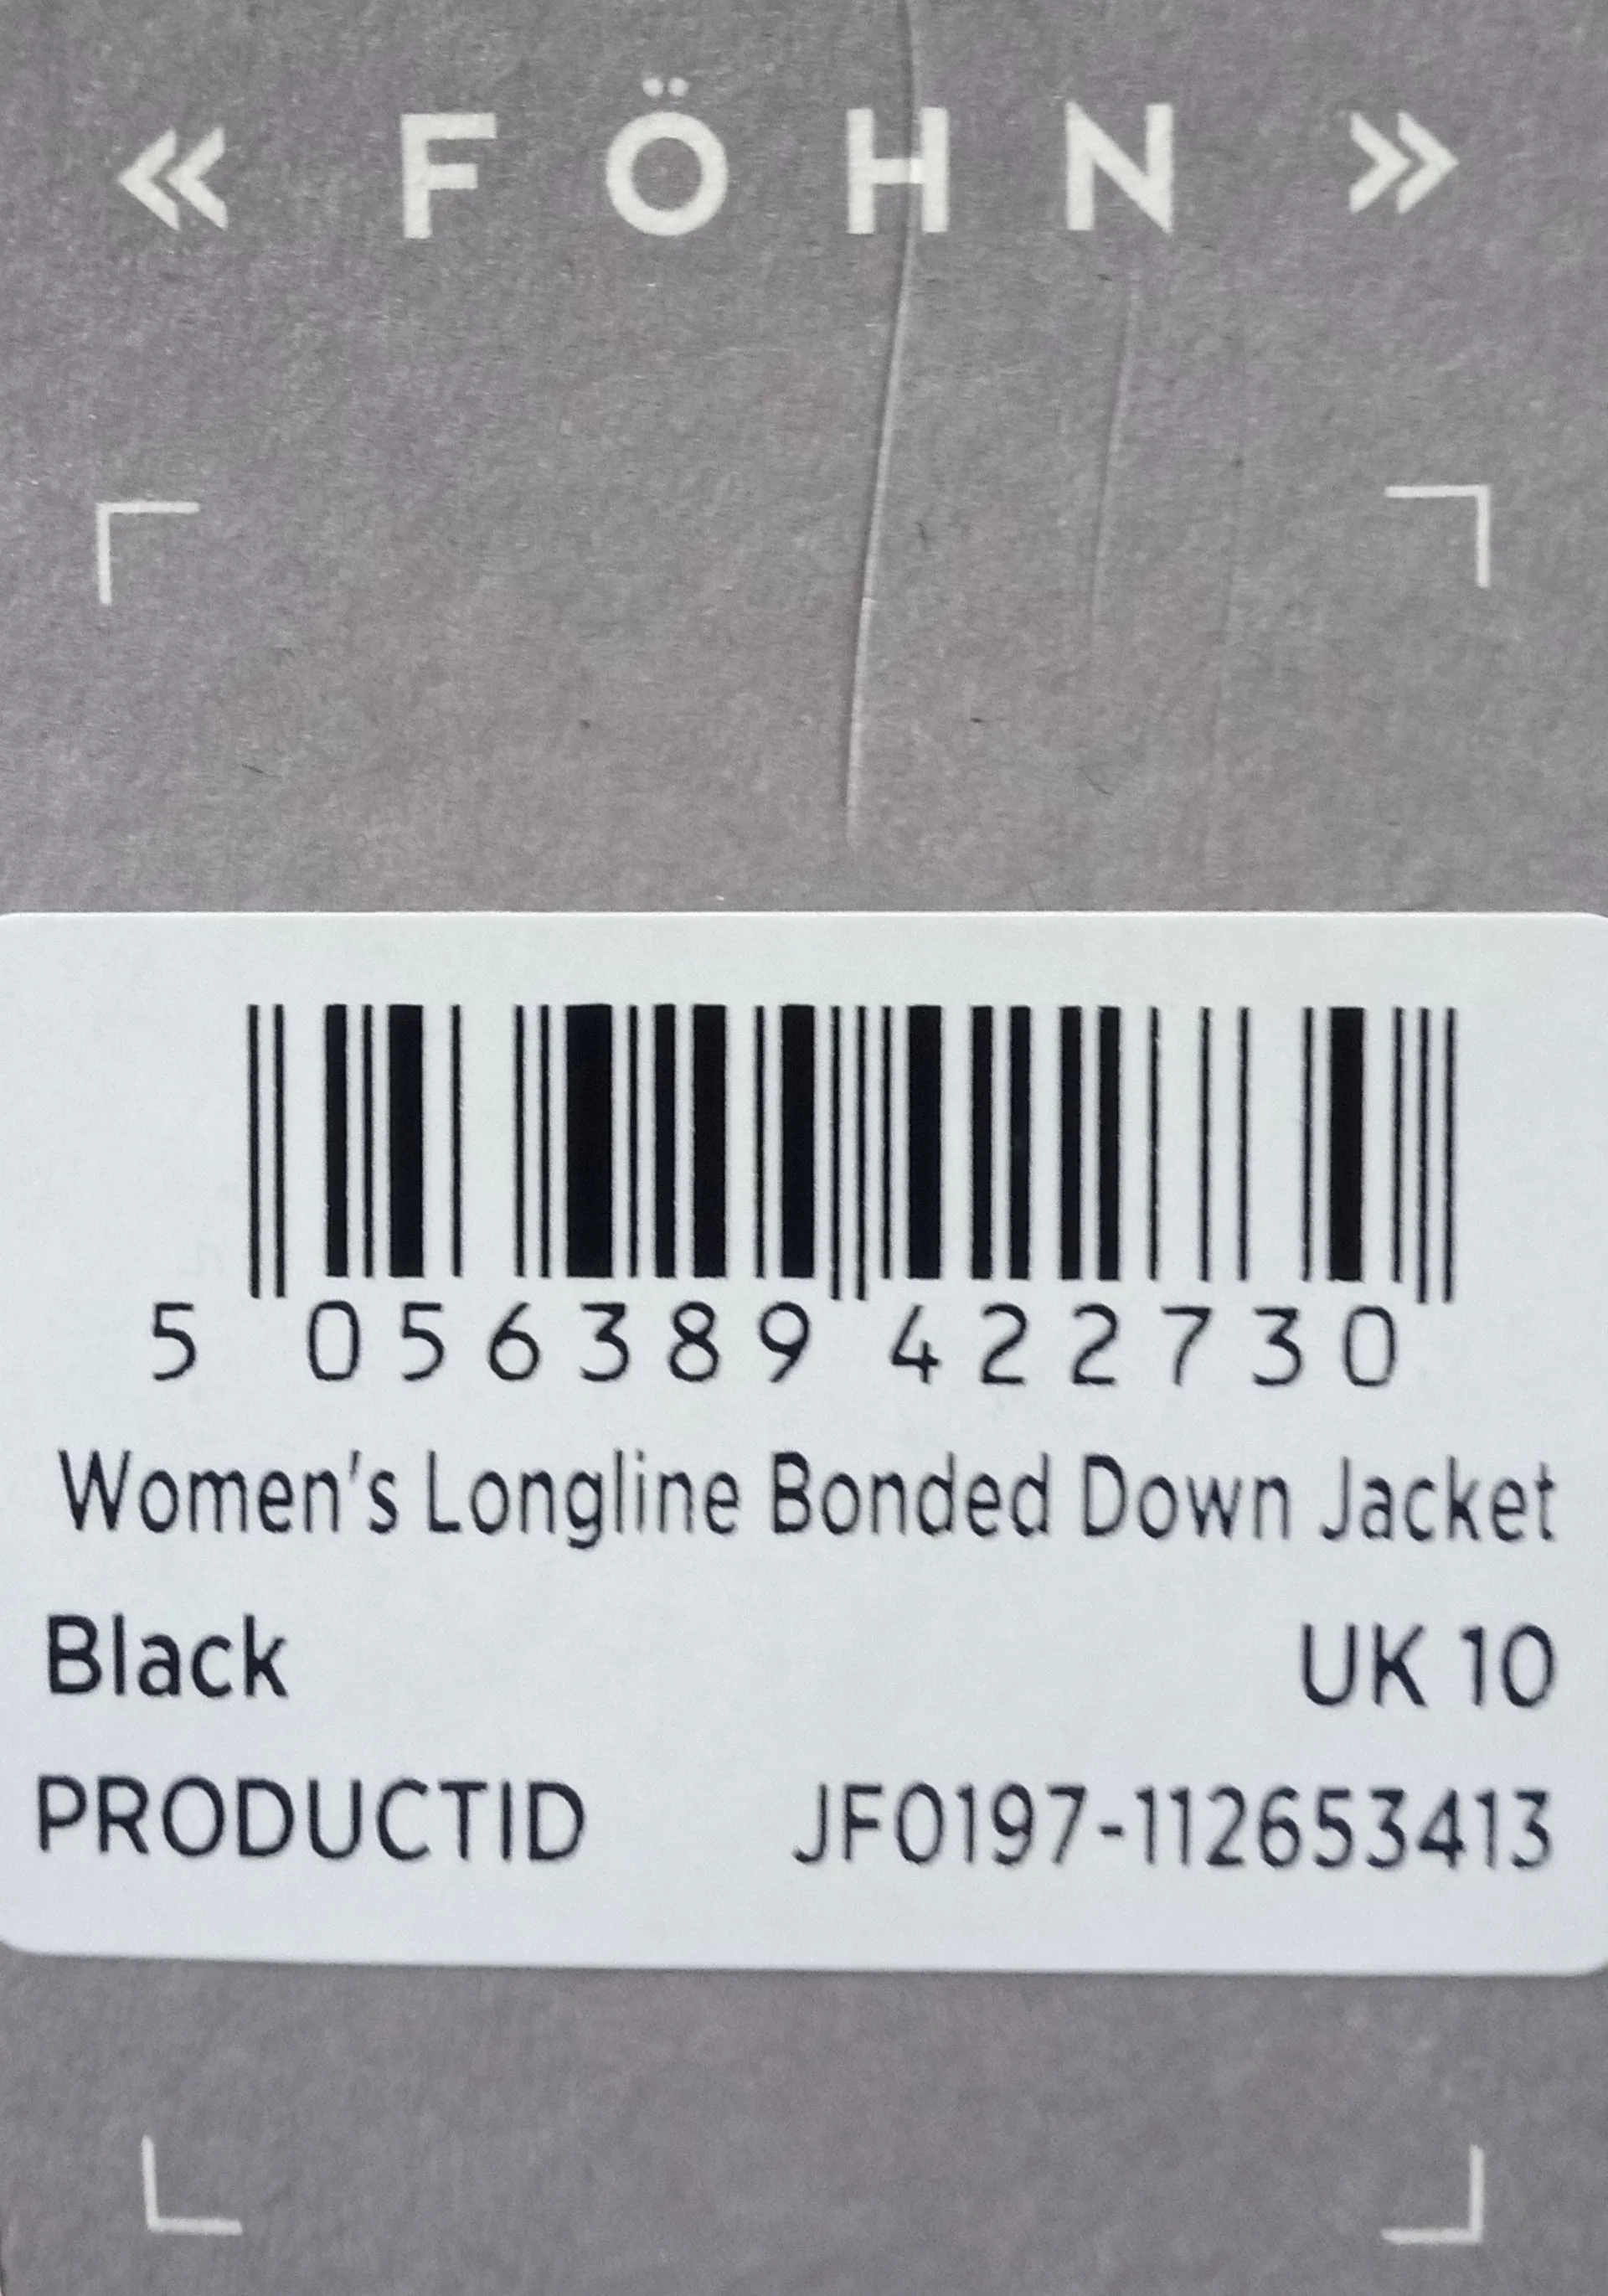 « FÖHN »
5 056389 422730
Women's Longline Bonded Down Jacket
Black UK 10
PRODUCTID JF0197-112653413